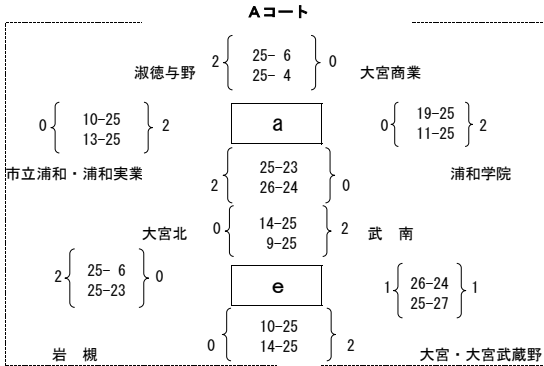 Aコート
2 25- 6 0
25- 4
淑徳与野 大宮商業
0 10-25 2
13-25
a
0 19-25 2
11-25
市立浦和・浦和実業 浦和学院
2 25-23 0
26-24
大宮北 0 14-25 2 武 南
9-25
2 25- 6 0
25-23
e
1 26-24 1
25-27
0 10-25 2
14-25
岩 槻 大宮・大宮武蔵野